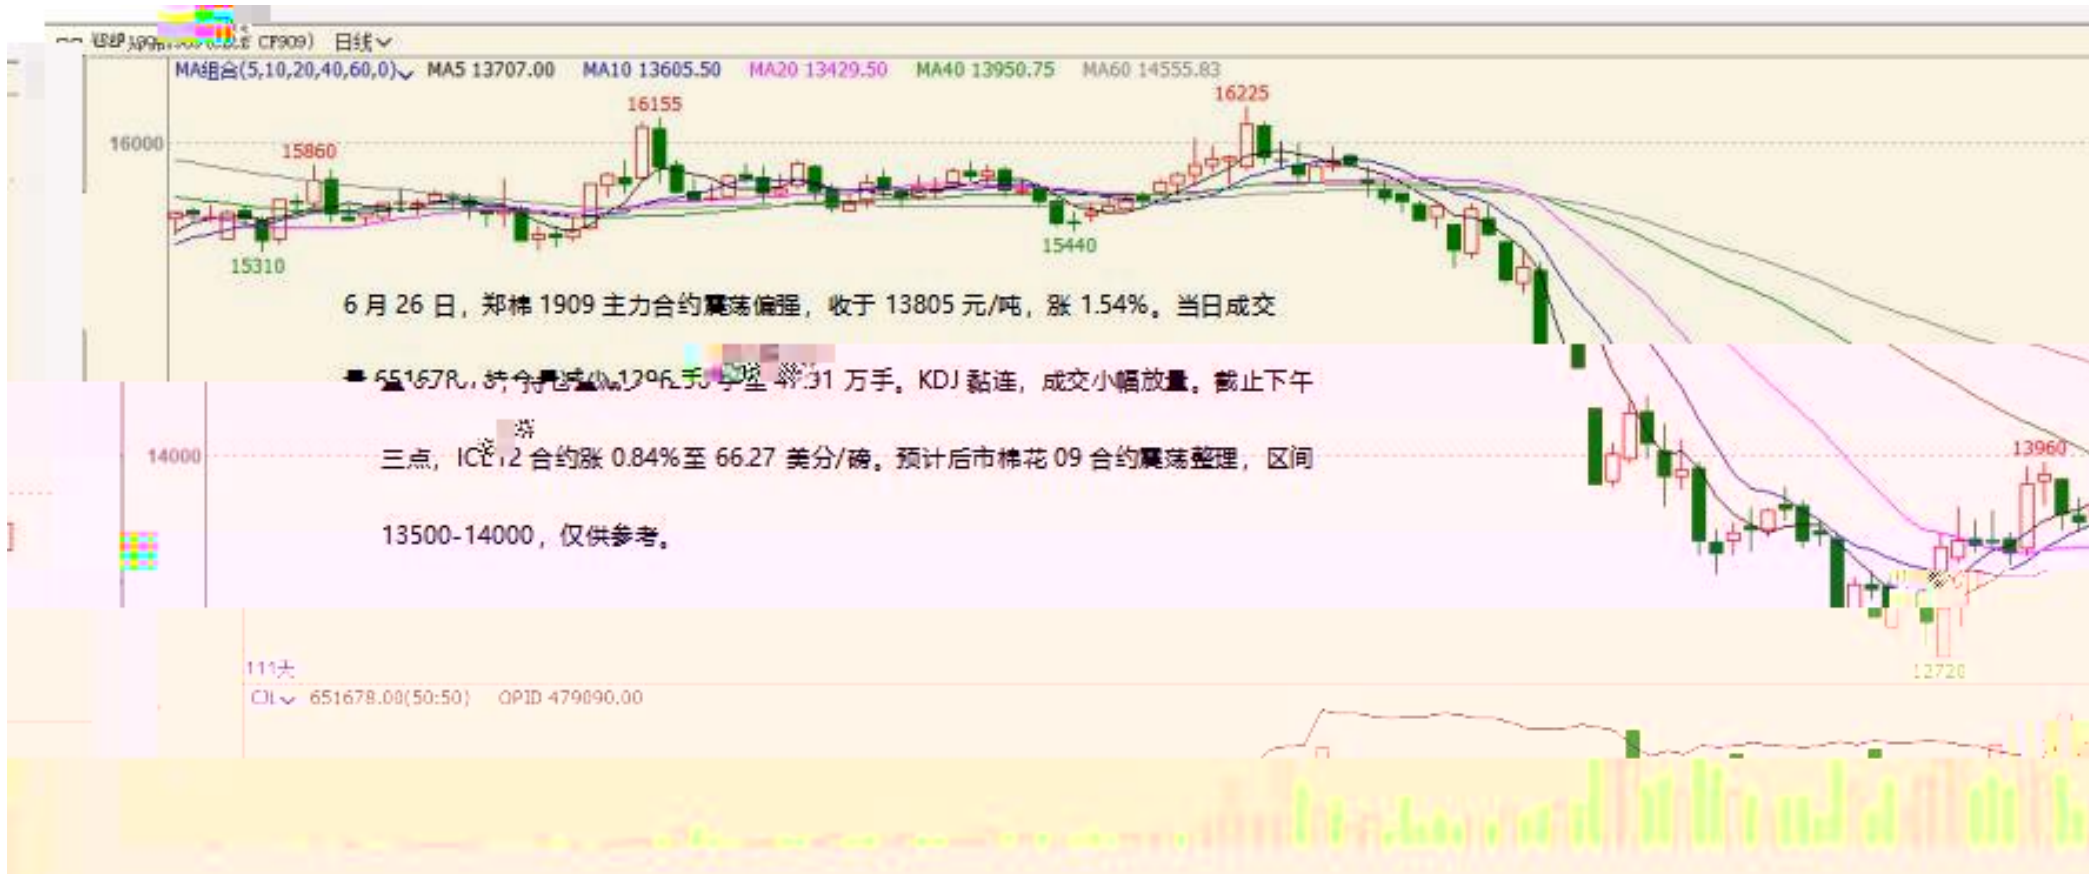 CF909) 日线
MA组合(5,10,20,40,60,0) MA5 13707.00 MA10 13605.50 MA20 13429.50 MA40 13950.75 MA60 14555.83
16225
16155
16000
15860
15440
15310
6 月 26 日，郑棉 1909 主力合约震荡偏强，收于 13805 元/吨，涨 1.54%。当日成交
万手。KDJ 黏连，成交小幅放量。截止下午
13960
14000
三点， 合约涨 0.84%至 66.27 美分/磅。预计后市棉花 09 合约震荡整理，区间
13500-14000，仅供参考。
111天
12720
CJL 651678.00(50:50) OPID 479090.00